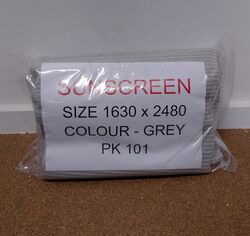 SUNSCREEN
SIZE 1630 x 2480
COLOUR - GREY
PK 101